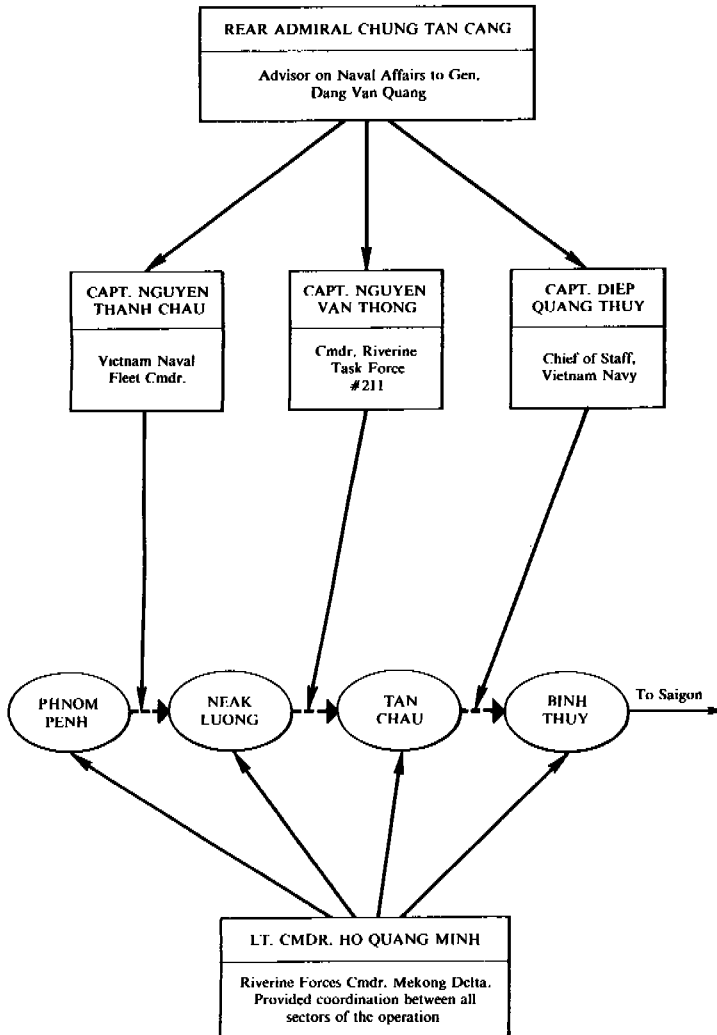 REAR ADMIRAL CHUNG TAN CANG
Advisor on Naval Affairs to Gen.
Dang Van Quang
CAPT. NGUYEN
THANH CHAU
Vietnam Naval
Fleet Cmdr.
CAPT. NGUYEN
VAN THONG
Cmdr, Riverine
Task Force
#211
CAPT. DIEP
QUANG THUY
Chief of Staff,
Vietnam Navy
PHNOM
PENH
NEAK
LUONG
TAN
CHAU
BINH
THUY
To Saigon
LT. CMDR. HO QUANG MINH
Riverine Forces Cmdr. Mekong Delta.
Provided coordination between all
sectors of the operation